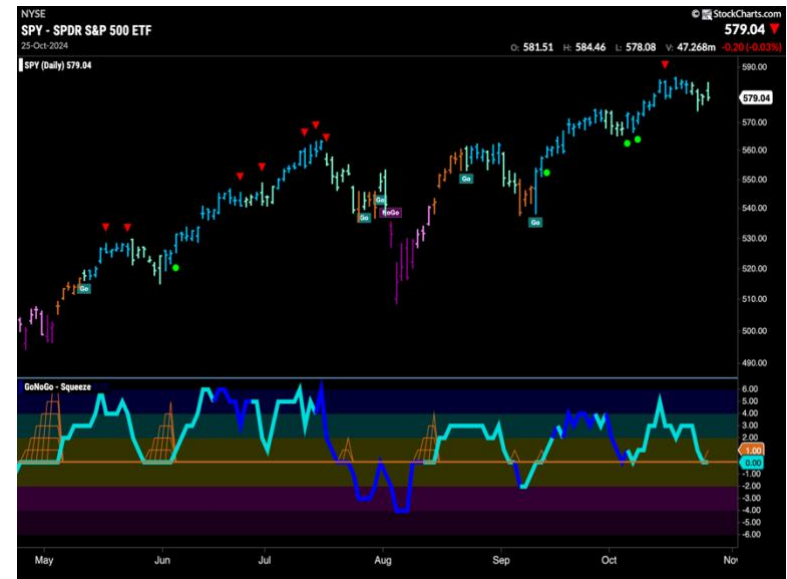 NYSE
© StockCharts.com
SPY - SPDR S&P 500 ETF
579.04
25-Oct-2024
O: 581.51 H: 584.46 L: 578.08 V: 47.268m -0.20 (-0.03%)
SPY (Daily) 579.04
590.00
579.04
570.00
560.00
550.00
540.00
530.00
520.00
510.00
500.00
490.00
Go
Go
Go
NoGo
Go
Go
GoNoGo - Squeeze
6.00
5.00
4.00
3.00
2.00
1.00
0.00
-1.00
-2.00
-3.00
-4.00
-5.00
-6.00
May Jun Jul Aug Sep Oct